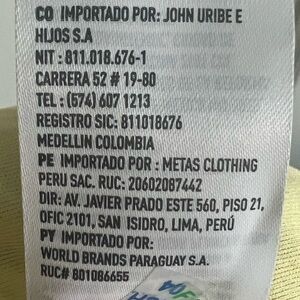 CO IMPORTADO POR: JOHN URIBE E
HIJOS S.A
NIT : 811.018.676-1
CARRERA 52 # 19-80
TEL : (574) 607 1213
REGISTRO SIC: 811018676
MEDELLIN COLOMBIA
PE IMPORTADO POR : METAS CLOTHING
PERU SAC. RUC: 20602087442
DIR: AV. JAVIER PRADO ESTE 560, PISO 21,
OFIC 2101, SAN ISIDRO, LIMA, PERÚ
PY IMPORTADO POR:
WORLD BRANDS PARAGUAY S.A.
RUC# 801086655